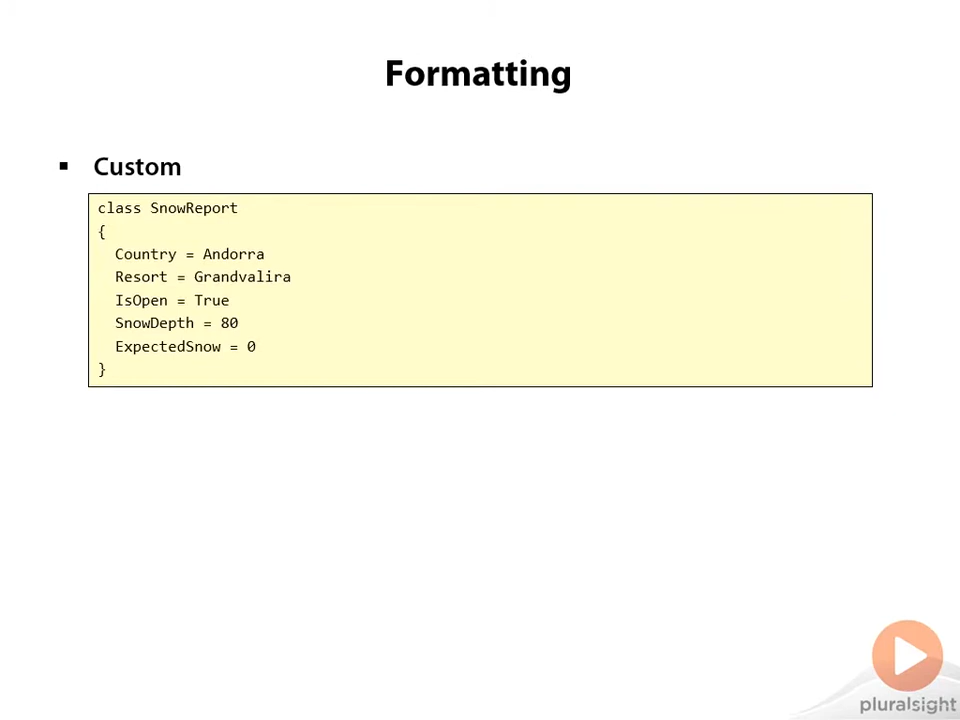 Formatting
▪ Custom
class SnowReport
{
Country = Andorra
Resort = Grandvalira
IsOpen = True
SnowDepth = 80
ExpectedSnow = 0
}
pluralsight